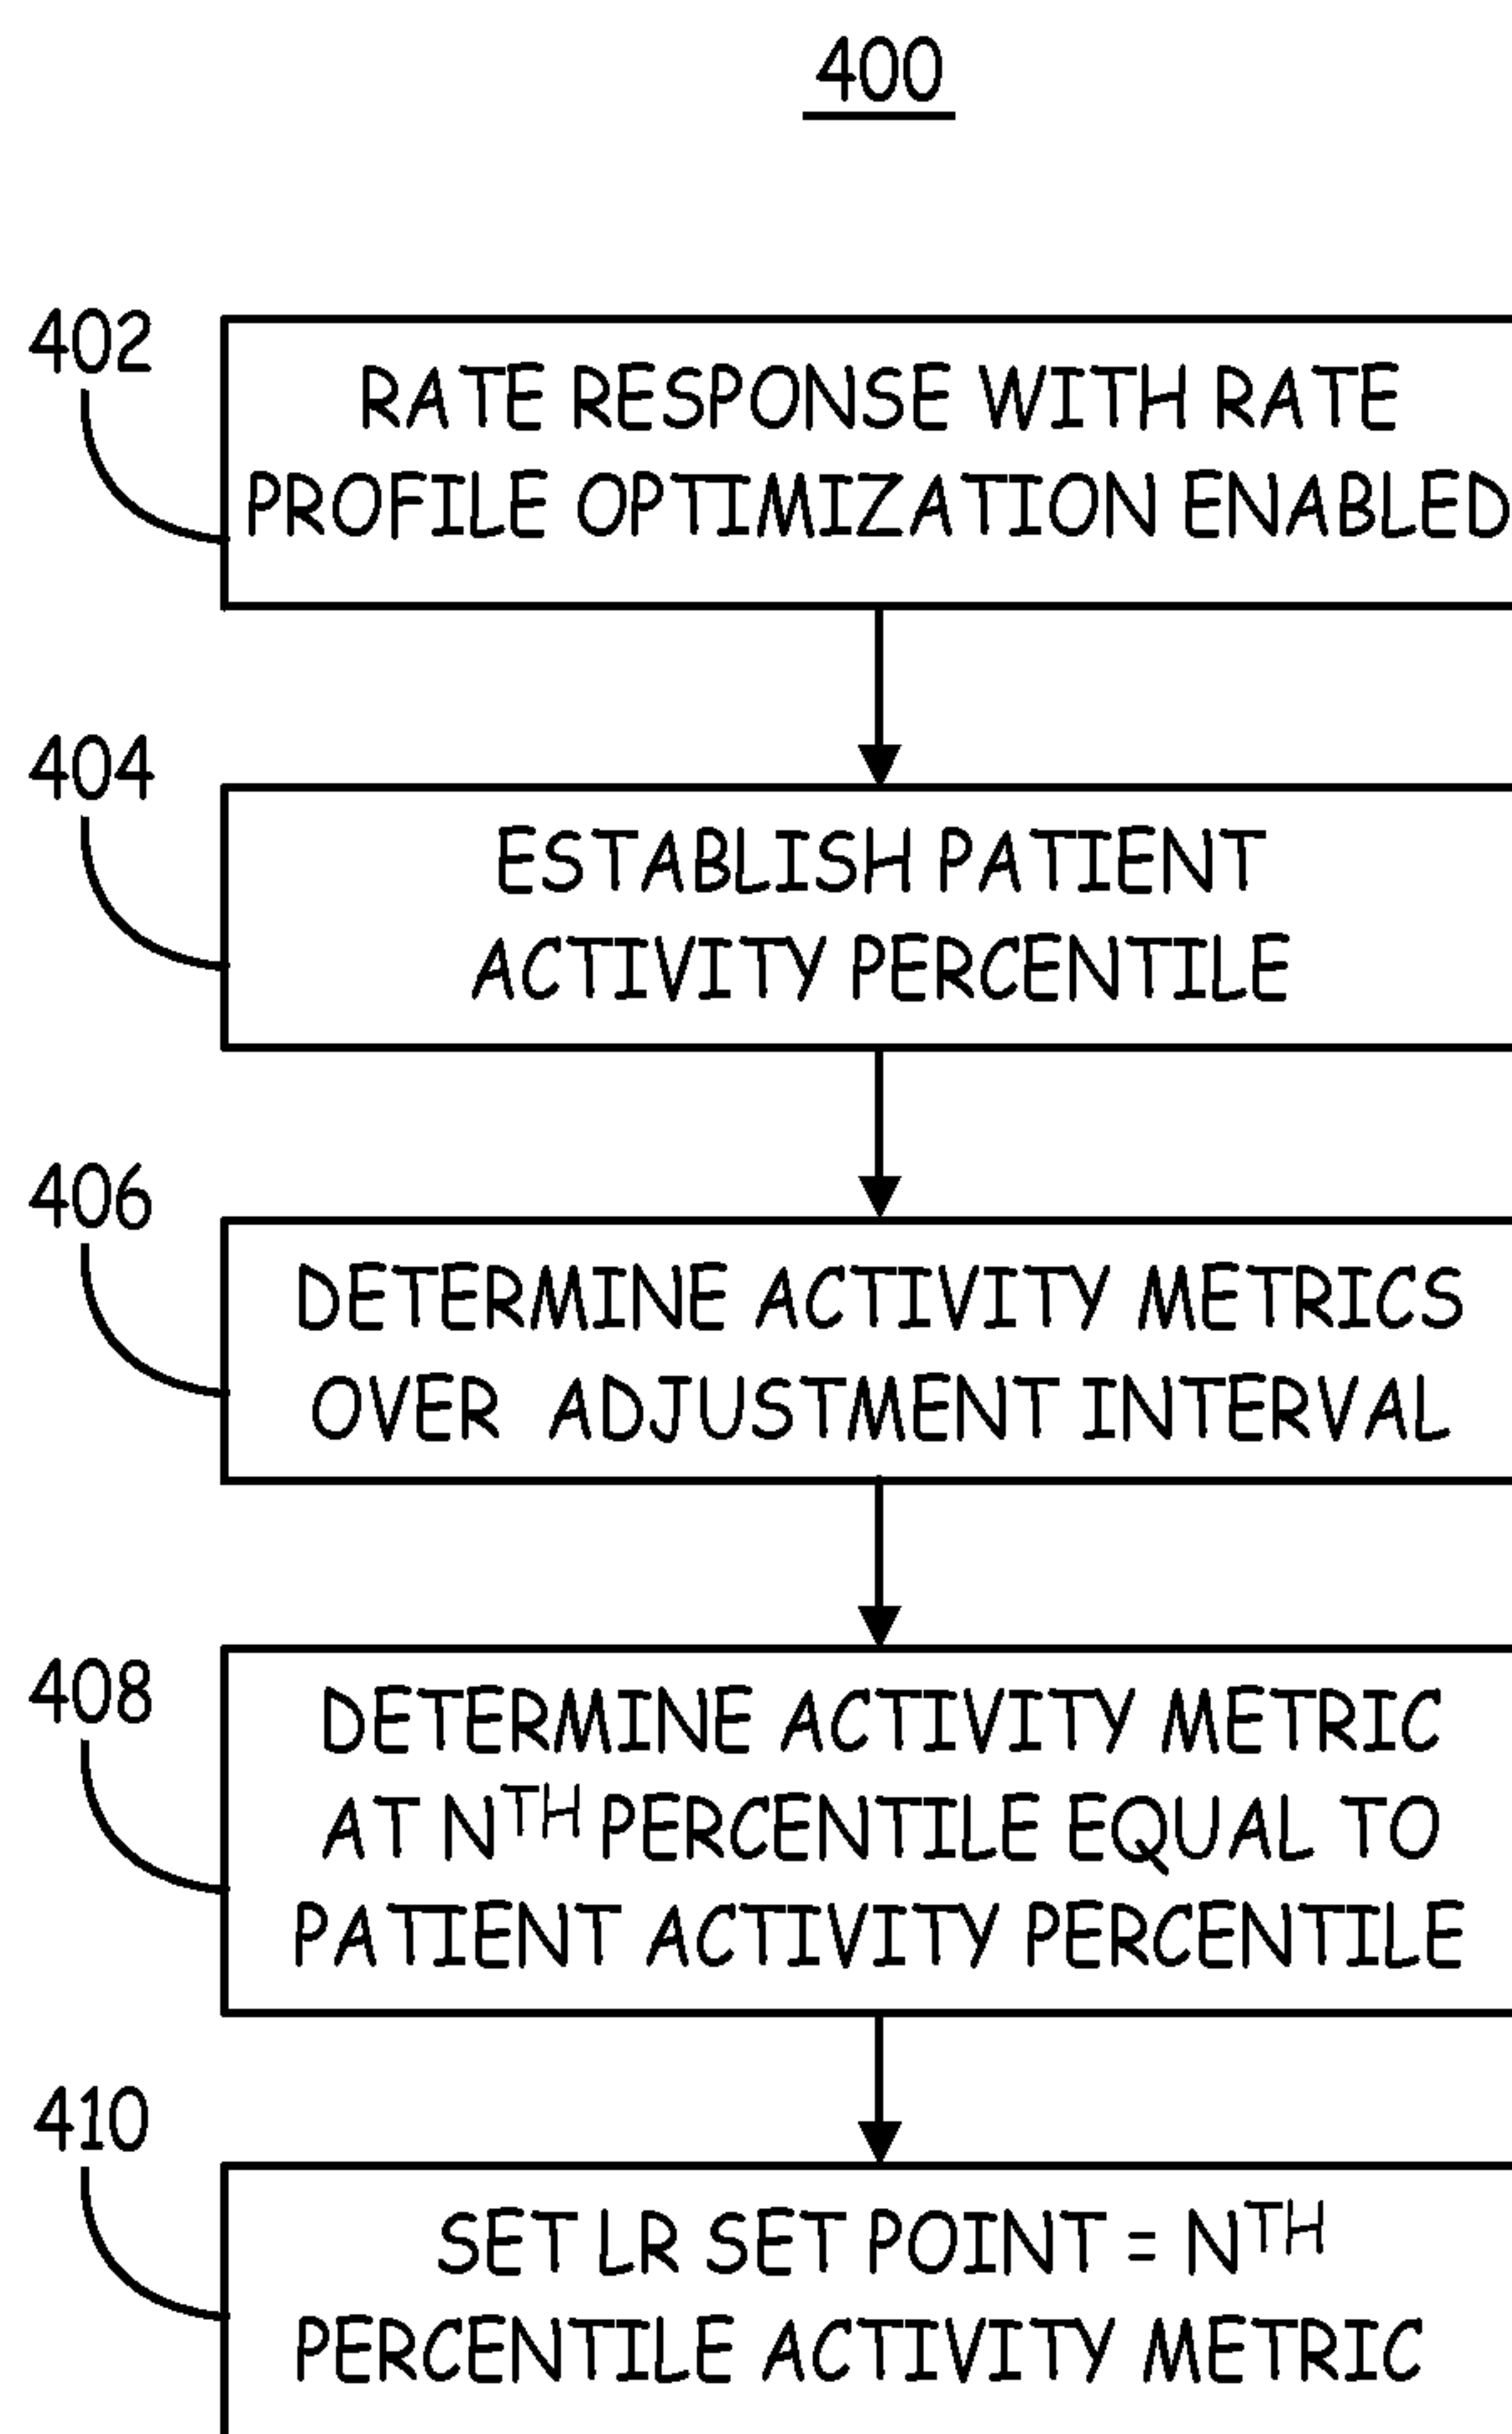 400
402
RATE RESPONSE WITH RATE
PROFILE OPTIMIZATION ENABLED
404
ESTABLISH PATIENT
ACTIVITY PERCENTILE
406
DETERMINE ACTIVITY METRICS
OVER ADJUSTMENT INTERVAL
408
DETERMINE ACTIVITY METRIC
AT NTH PERCENTILE EQUAL TO
PATIENT ACTIVITY PERCENTILE
410
SET LR SET POINT = NTH
PERCENTILE ACTIVITY METRIC